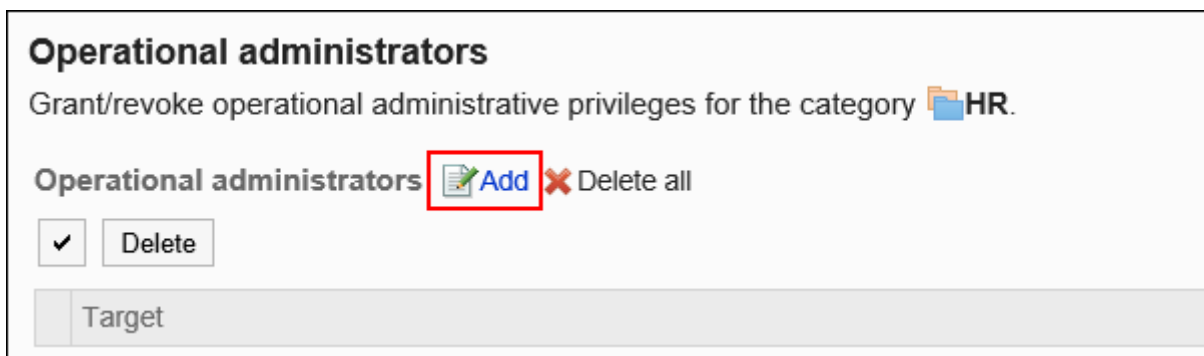 Operational administrators
Grant/revoke operational administrative privileges for the category HR.
Operational administrators Add Delete all
Delete
Target